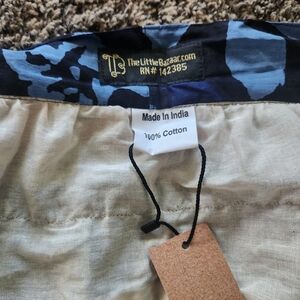 TheLittleBazaar.com
RN# 142385
Made In India
100% Cotton